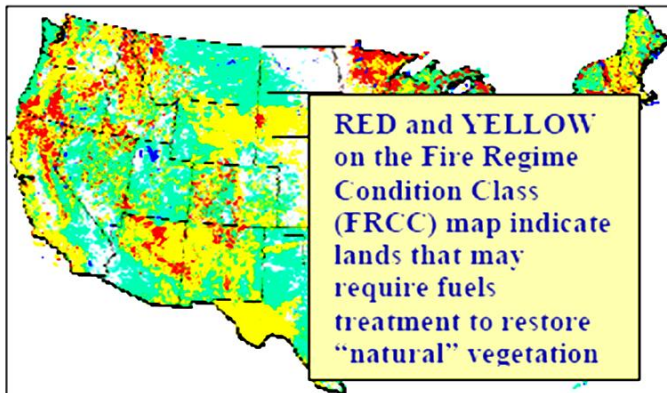 RED and YELLOW
on the Fire Regime
Condition Class
(FRCC) map indicate
lands that may
require fuels
treatment to restore
“natural” vegetation